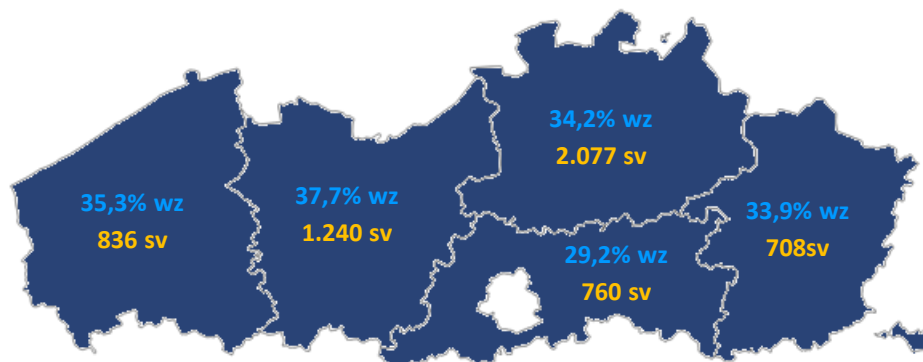 34,2% wz
2.077 sv
35,3% wz
836 sv
37,7% wz
1.240 sv
33,9% wz
708sv
29,2% wz
760 sv